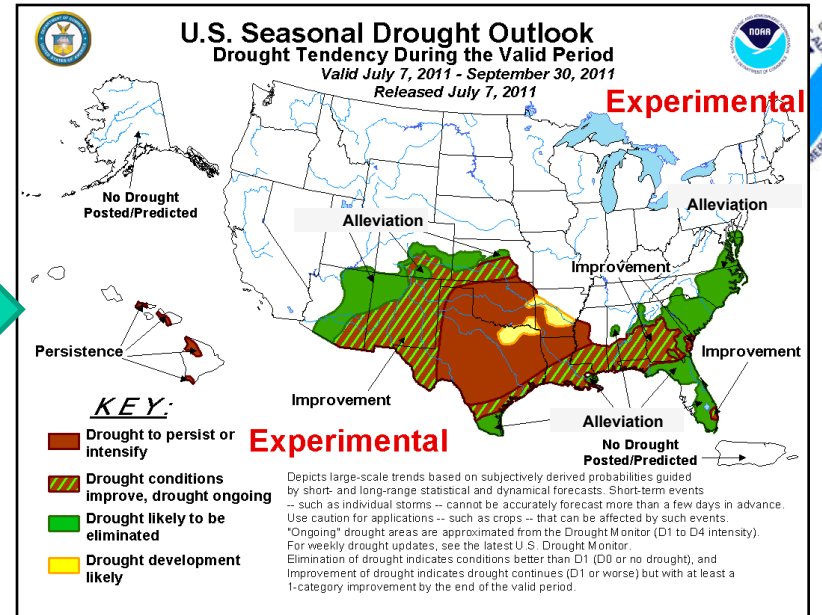 U.S. Seasonal Drought Outlook
Drought Tendency During the Valid Period
Valid July 7, 2011 - September 30, 2011
Released July 7, 2011
NOAA
Experimental
No Drought
Posted/Predicted
Alleviation
Alleviation
Improvement
Persistence
Improvement
Improvement
Alleviation
No Drought
Posted/Predicted
KEY:
Drought to persist or
intensify
Drought conditions
improve, drought ongoing
Drought likely to be
eliminated
Drought development
likely
Experimental
Depicts large-scale trends based on subjectively derived probabilities guided
by short- and long-range statistical and dynamical forecasts. Short-term events
-- such as individual storms -- cannot be accurately forecast more than a few days in advance.
Use caution for applications -- such as crops -- that can be affected by such events.
"Ongoing" drought areas are approximated from the Drought Monitor (D1 to D4 intensity).
For weekly drought updates, see the latest U.S. Drought Monitor.
Elimination of drought indicates conditions better than D1 (D0 or no drought), and
Improvement of drought indicates drought continues (D1 or worse) but with at least a
1-category improvement by the end of the valid period.